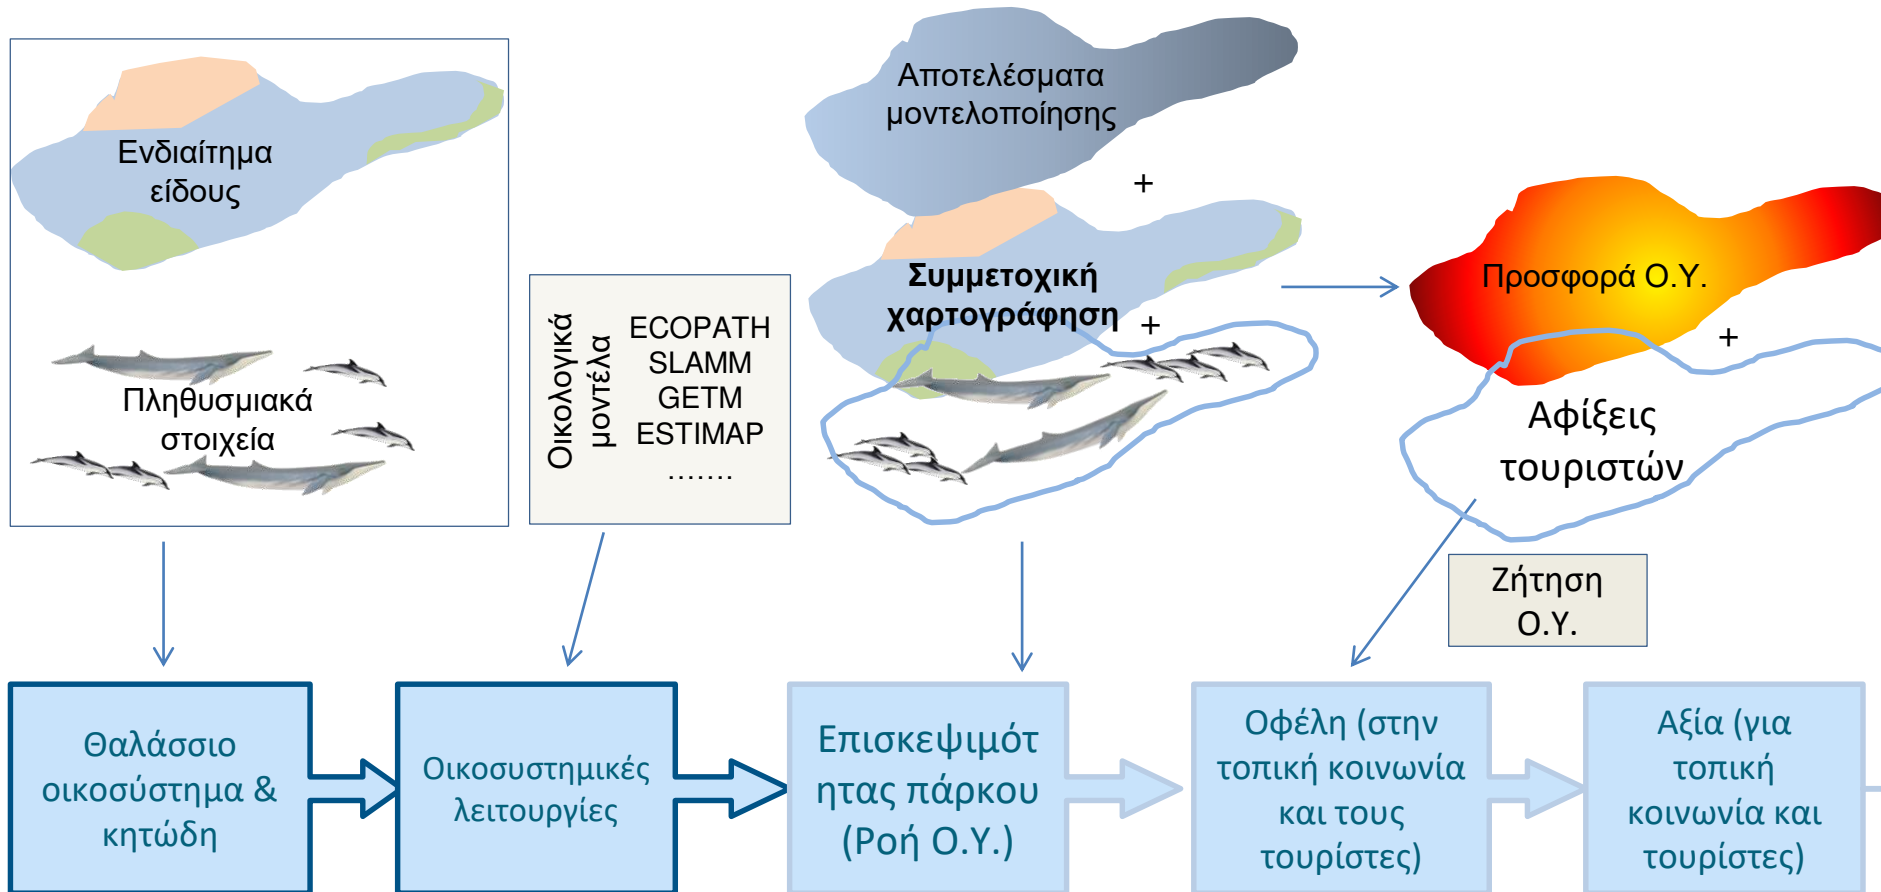 Ενδιαίτημα
είδους
Πληθυσμιακά
στοιχεία
Οικολογικά
μοντέλα
ECOPATH
SLAMM
GETM
ESTIMAP
.......
Αποτελέσματα
μοντελοποίησης
+
Συμμετοχική
χαρτογράφηση
+
Προσφορά Ο.Υ.
+
Αφίξεις
τουριστών
Ζήτηση
Ο.Υ.
Θαλάσσιο
οικοσύστημα &
κητώδη
Οικοσυστημικές
λειτουργίες
Επισκεψιμότ
ητας πάρκου
(Ροή Ο.Υ.)
Οφέλη (στην
τοπική κοινωνία
και τους
τουρίστες)
Αξία (για
τοπική
κοινωνία και
τουρίστες)